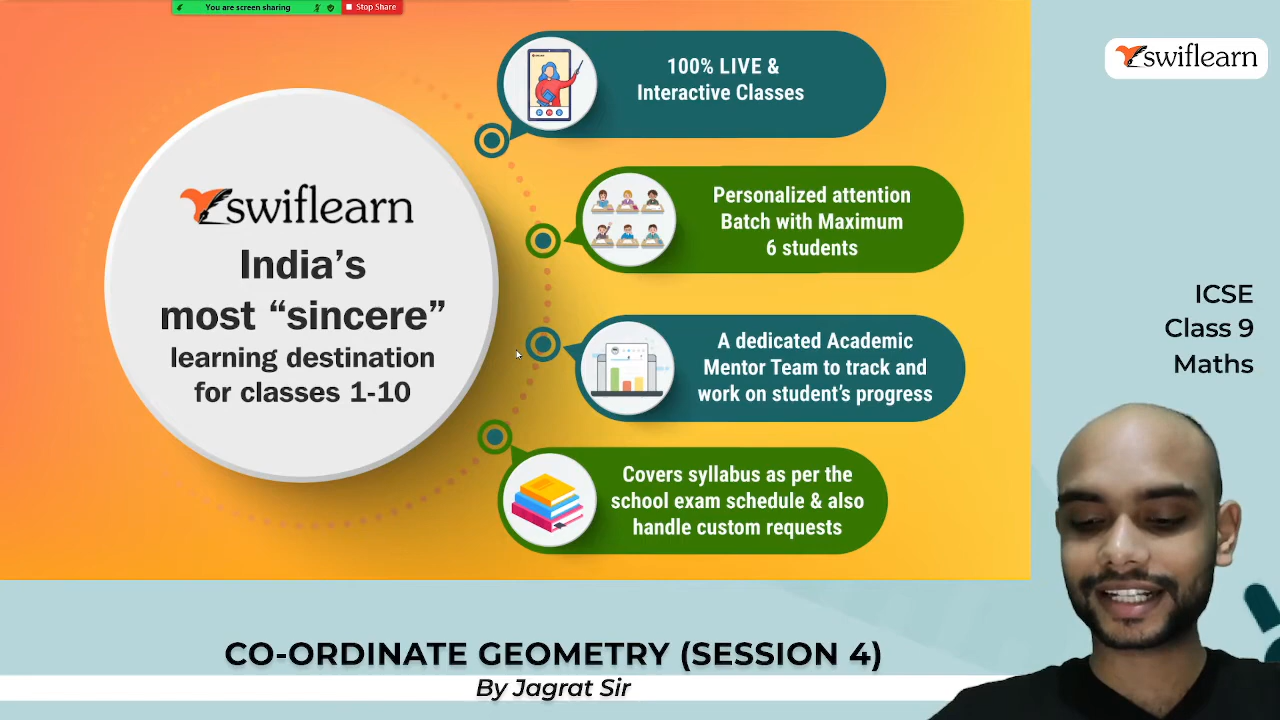 You are screen sharing
Stop Share
swiflearn
India's
most “sincere”
learning destination
for classes 1-10
100% LIVE &
Interactive Classes
Personalized attention
Batch with Maximum
6 students
A dedicated Academic
Mentor Team to track and
work on student's progress
Covers syllabus as per the
school exam schedule & also
handle custom requests
swiflearn
ICSE
Class 9
Maths
CO-ORDINATE GEOMETRY (SESSION 4)
By Jagrat Sir